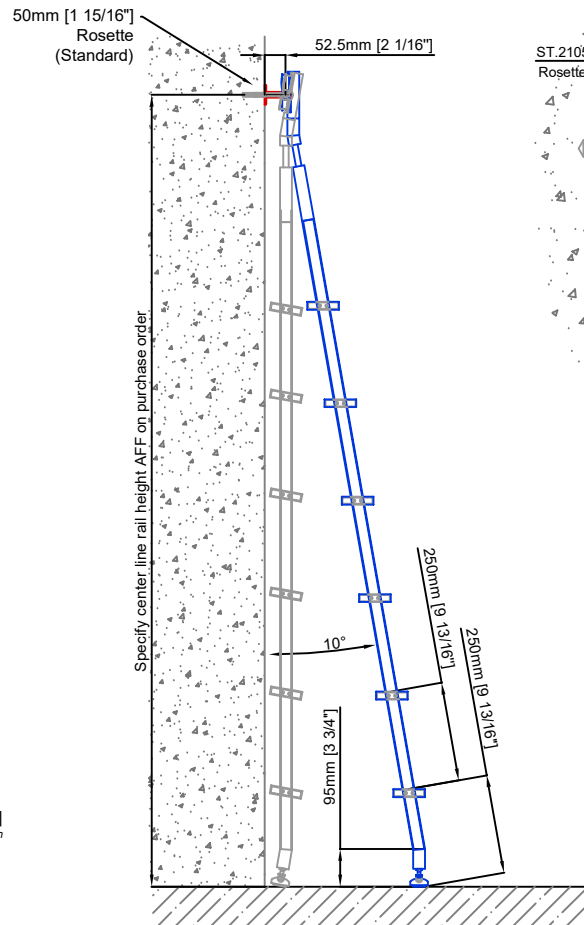 50mm [1 15/16"]
Rosette
(Standard)
52.5mm [2 1/16"]
ST.210
Rosette
Specify center line rail height AFF on purchase order
10°
250mm [9 13/16"]
250mm [9 13/16"]
95mm [3 3/4"]